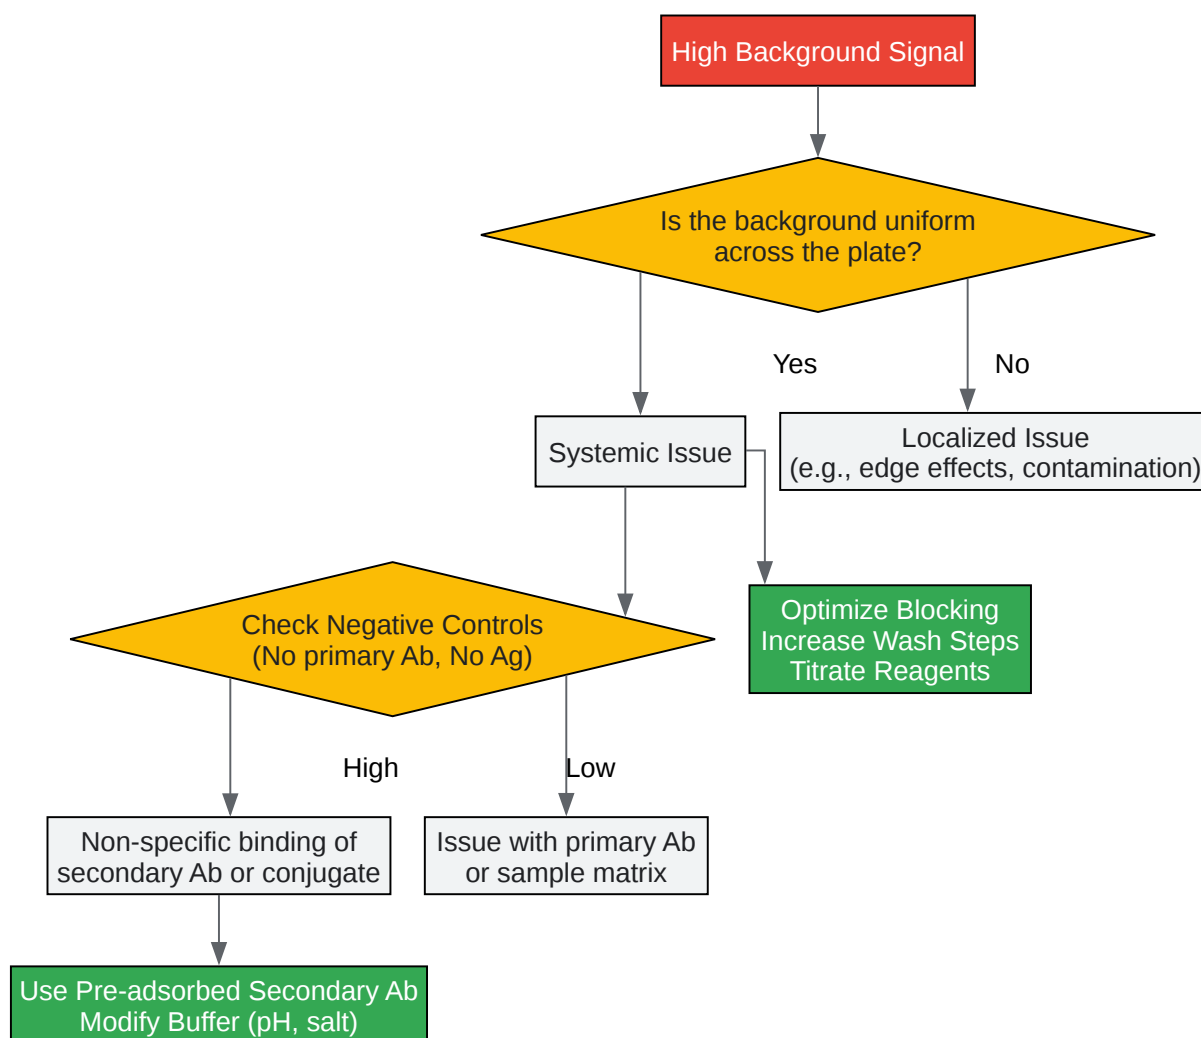 High Background Signal
Is the background uniform
across the plate?
Yes
No
Systemic Issue
Localized Issue
(e.g., edge effects, contamination)
Check Negative Controls
(No primary Ab, No Ag)
Optimize Blocking
Increase Wash Steps
Titrate Reagents
High
Low
Non-specific binding of
secondary Ab or conjugate
Issue with primary Ab
or sample matrix
Use Pre-adsorbed Secondary Ab
Modify Buffer (pH, salt)